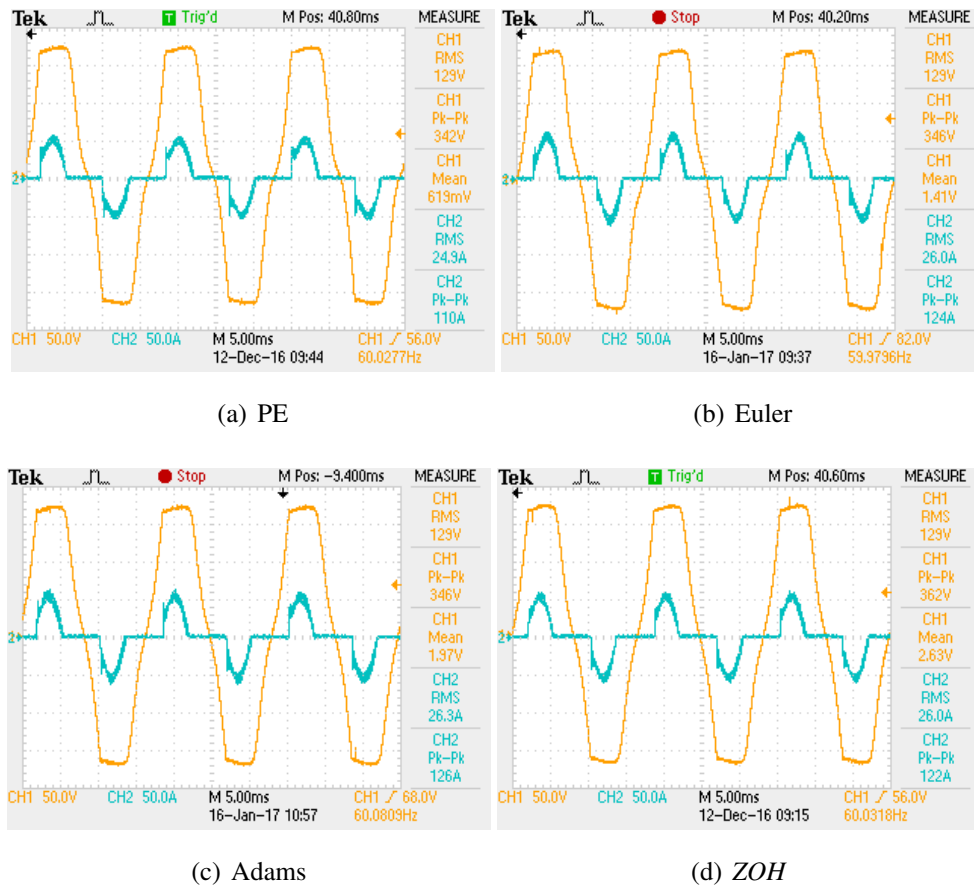 Tek Trig'd M Pos: 40.80ms MEASURE
CH1
RMS
129V
CH1
Pk-Pk
342V
CH1
Mean
619mV
CH2
RMS
24.9A
CH2
Pk-Pk
110A
2
CH1 50.0V CH2 50.0A M 5.00ms CH1 56.0V
12-Dec-16 09:44 60.0277Hz
(a) PE
Tek Stop M Pos: 40.20ms MEASURE
CH1
RMS
129V
CH1
Pk-Pk
346V
CH1
Mean
1.41V
CH2
RMS
26.0A
CH2
Pk-Pk
124A
2
CH1 50.0V CH2 50.0A M 5.00ms CH1 82.0V
16-Jan-17 09:37 59.9796Hz
(b) Euler
Tek Stop M Pos: -9.400ms MEASURE
CH1
RMS
129V
CH1
Pk-Pk
346V
CH1
Mean
1.97V
CH2
RMS
26.3A
CH2
Pk-Pk
126A
2
CH1 50.0V CH2 50.0A M 5.00ms CH1 68.0V
16-Jan-17 10:57 60.0809Hz
(c) Adams
Tek Trig'd M Pos: 40.60ms MEASURE
CH1
RMS
129V
CH1
Pk-Pk
362V
CH1
Mean
2.63V
CH2
RMS
26.0A
CH2
Pk-Pk
122A
2
CH1 50.0V CH2 50.0A M 5.00ms CH1 56.0V
12-Dec-16 09:15 60.0318Hz
(d) ZOH